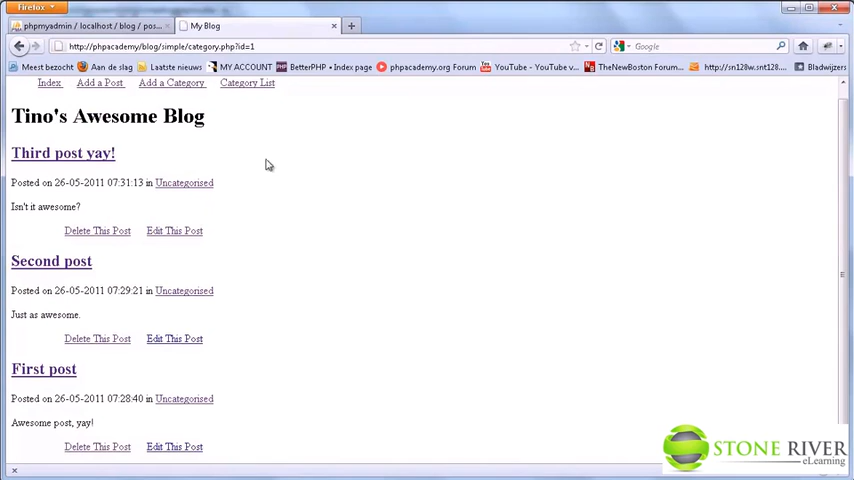 Firefox
phpmyadmin / localhost / blog / pos...
My Blog
http://phpacademy/blog/simple/category.php?id=1
Google
Meest bezocht
Aan de slag
Laatste nieuws
MY ACCOUNT
BetterPHP • Index page
phpacademy.org Forum
YouTube - YouTube v...
TheNewBoston Forum...
http://sn128w.snt128....
Bladwijzers
Index Add a Post Add a Category Category List
Tino's Awesome Blog
Third post yay!
Posted on 26-05-2011 07:31:13 in Uncategorised
Isn't it awesome?
Delete This Post Edit This Post
Second post
Posted on 26-05-2011 07:29:21 in Uncategorised
Just as awesome.
Delete This Post Edit This Post
First post
Posted on 26-05-2011 07:28:40 in Uncategorised
Awesome post, yay!
Delete This Post Edit This Post
STONE RIVER
eLearning